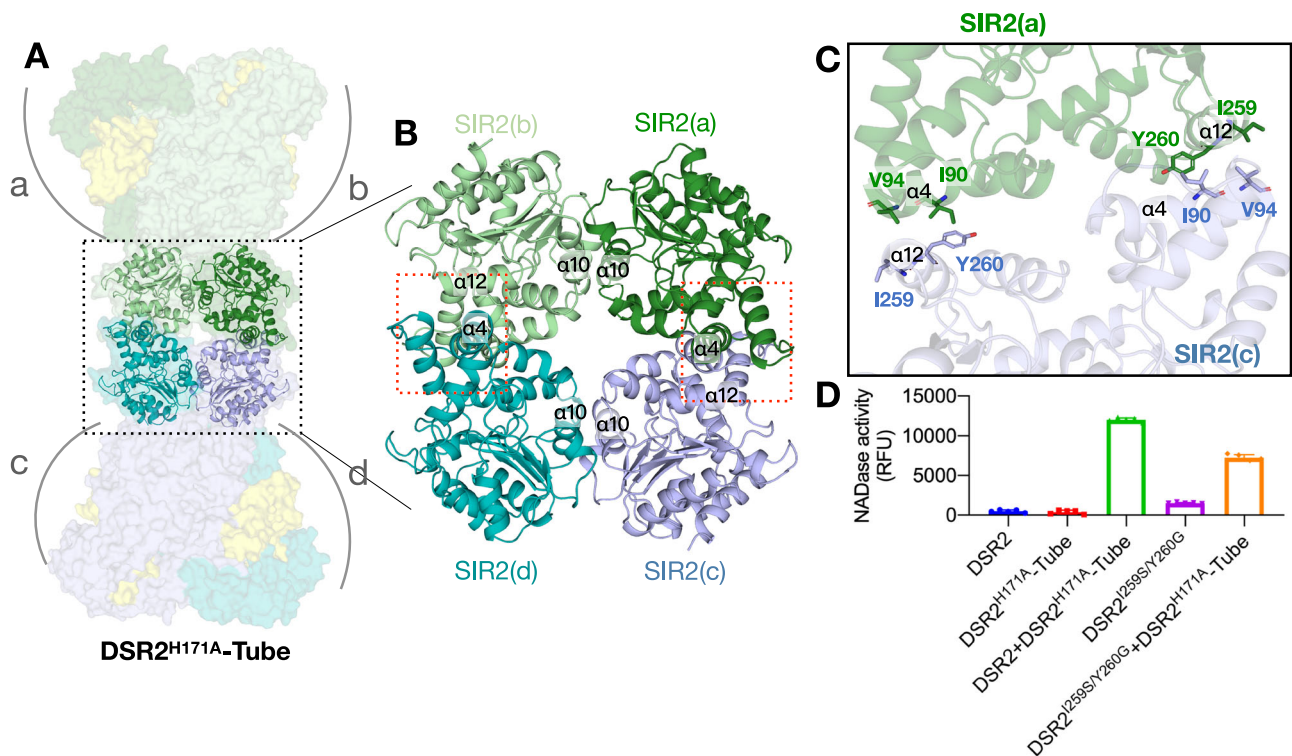 A
a
b
c
d
DSR2ᴴ¹⁷¹ᴬ-Tube
B
SIR2(b)
SIR2(a)
α10
α10
α12
α4
α4
α12
α10
α10
SIR2(d)
SIR2(c)
SIR2(a)
C
I259
Y260
α12
V94
I90
α4
α4
I90
V94
α12
Y260
I259
SIR2(c)
D
NADase activity
(RFU)
15000
10000
5000
0
DSR2
DSR2ᴴ¹⁷¹ᴬ-Tube
DSR2+DSR2ᴴ¹⁷¹ᴬ-Tube
DSR2ᴵ²⁵⁹ˢ/ʸ²⁶⁰ᴳ
DSR2ᴵ²⁵⁹ˢ/ʸ²⁶⁰ᴳ+DSR2ᴴ¹⁷¹ᴬ-Tube